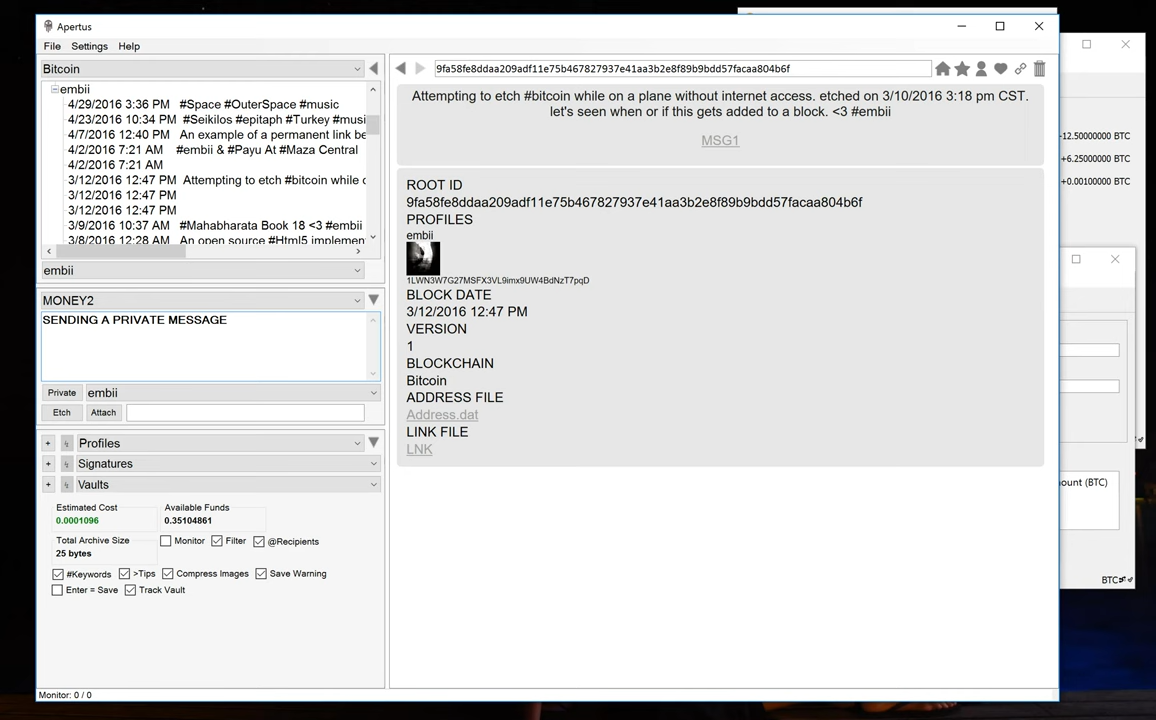 Apertus
File Settings Help
Bitcoin
embii
4/29/2016 3:36 PM #Space #OuterSpace #music
4/23/2016 10:34 PM #Seikilos #epitaph #Turkey #musi
4/7/2016 12:40 PM An example of a permanent link be
4/2/2016 7:21 AM #embii & #Payu At #Maza Central
4/2/2016 7:21 AM
3/12/2016 12:47 PM Attempting to etch #bitcoin while
3/12/2016 12:47 PM
3/12/2016 12:47 PM
3/9/2016 10:37 AM #Mahabharata Book 18 <3 #embii
3/8/2016 12:28 AM An open source #Html5 implemen
embii
MONEY2
SENDING A PRIVATE MESSAGE
Private embii
Etch Attach
+ Profiles
+ Signatures
+ Vaults
Estimated Cost Available Funds
0.0001096 0.35104861
Total Archive Size
25 bytes
Monitor Filter @Recipients
#Keywords >Tips Compress Images Save Warning
Enter = Save Track Vault
Monitor: 0 / 0
9fa58fe8ddaa209adf11e75b467827937e41aa3b2e8f89b9bdd57facaa804b6f
Attempting to etch #bitcoin while on a plane without internet access. etched on 3/10/2016 3:18 pm CST.
let's seen when or if this gets added to a block. <3 #embii
MSG1
ROOT ID
9fa58fe8ddaa209adf11e75b467827937e41aa3b2e8f89b9bdd57facaa804b6f
PROFILES
embii
1LWN3W7G27MSFX3VL9imx9UW4BdNzT7pqD
BLOCK DATE
3/12/2016 12:47 PM
VERSION
1
BLOCKCHAIN
Bitcoin
ADDRESS FILE
Address.dat
LINK FILE
LNK
-12.50000000 BTC
+6.25000000 BTC
+0.00100000 BTC
ount (BTC)
BTC